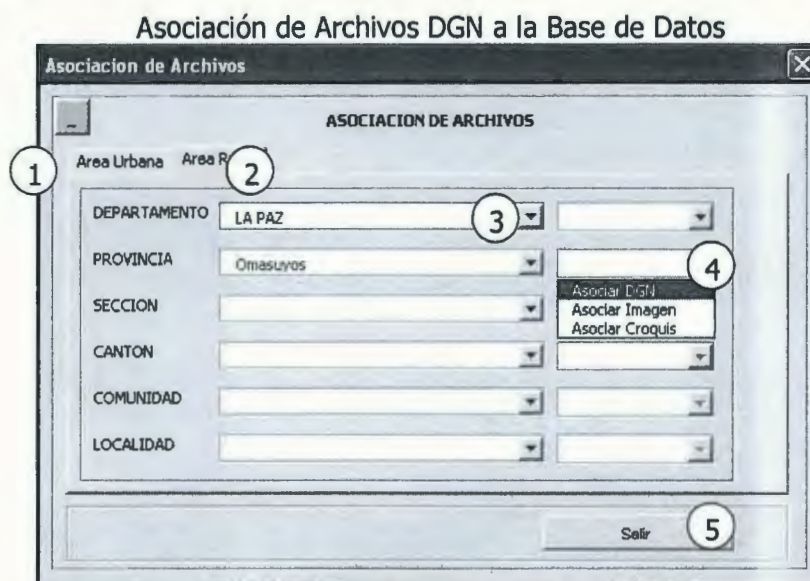 Asociación de Archivos DGN a la Base de Datos
Asociacion de Archivos
ASOCIACION DE ARCHIVOS
1 Area Urbana Area 2
DEPARTAMENTO LA PAZ 3
PROVINCIA Omasuyos 4
Asociar DGN
SECCION Asociar Imagen
Asociar Croquis
CANTON
COMUNIDAD
LOCALIDAD
Salir 5